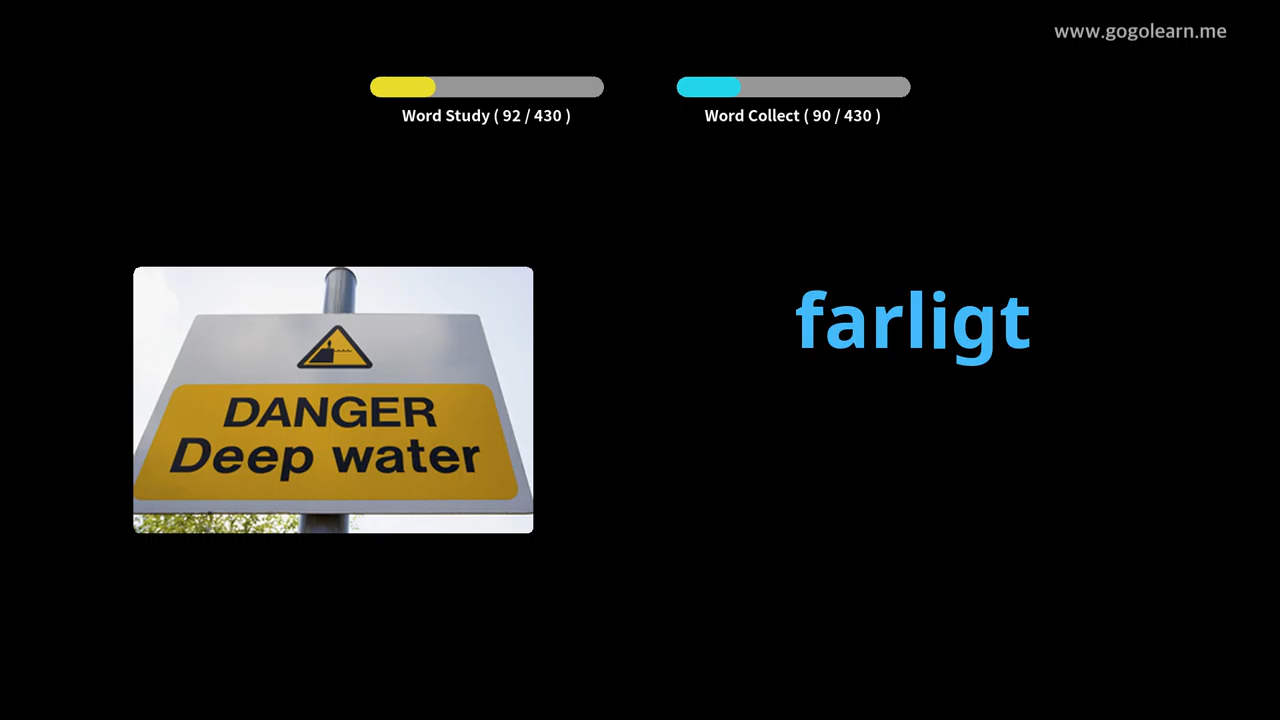 www.gogolearn.me
Word Study ( 92 / 430 )
Word Collect ( 90 / 430 )
DANGER
Deep water
farligt